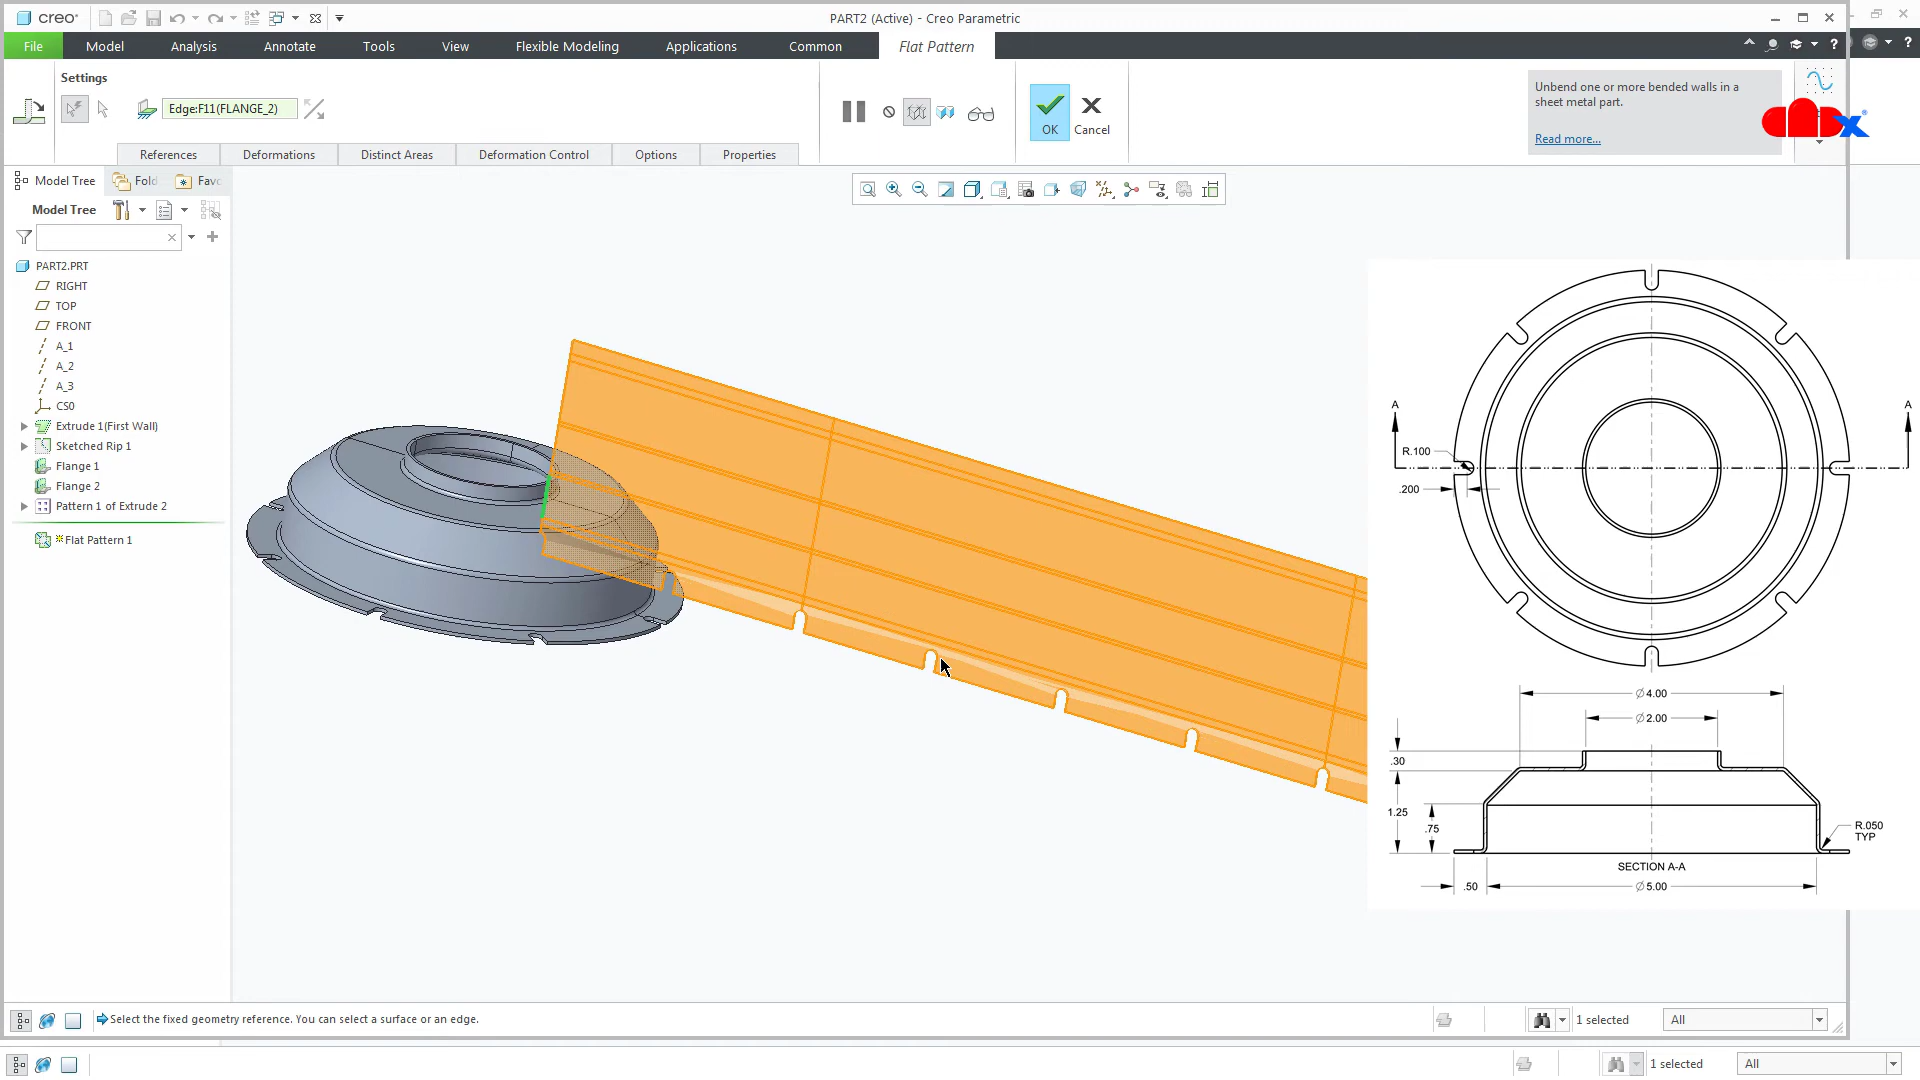 creo°
PART2 (Active) - Creo Parametric
File
Model
Analysis
Annotate
Tools
View
Flexible Modeling
Applications
Common
Flat Pattern
?
?
Settings
Edge:F11(FLANGE_2)
OK
Cancel
Unbend one or more bended walls in a
sheet metal part.
Read more...
References
Deformations
Distinct Areas
Deformation Control
Options
Properties
Model Tree
Fold
Favo
Model Tree
PART2.PRT
RIGHT
TOP
FRONT
A_1
A_2
A_3
CS0
Extrude 1(First Wall)
Sketched Rip 1
Flange 1
Flange 2
Pattern 1 of Extrude 2
Flat Pattern 1
A
A
R.100
.200
∅4.00
∅2.00
.30
1.25
.75
R.050
TYP
SECTION A-A
.50
∅5.00
Select the fixed geometry reference. You can select a surface or an edge.
1 selected
All
1 selected
All